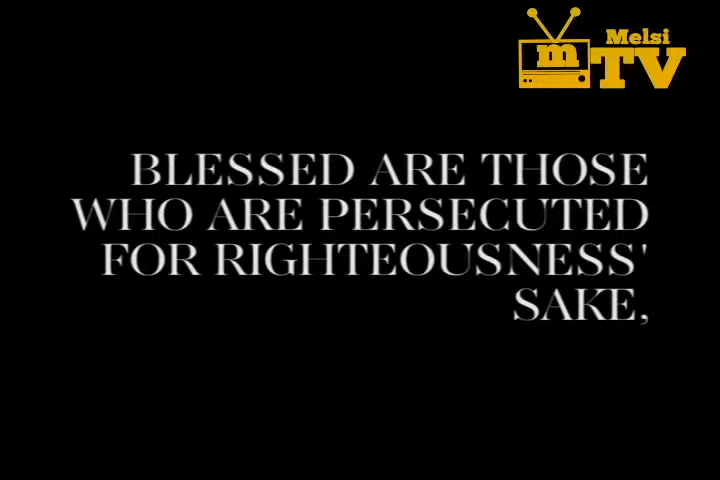 m
Melsi
TV
BLESSED ARE THOSE
WHO ARE PERSECUTED
FOR RIGHTEOUSNESS'
SAKE,